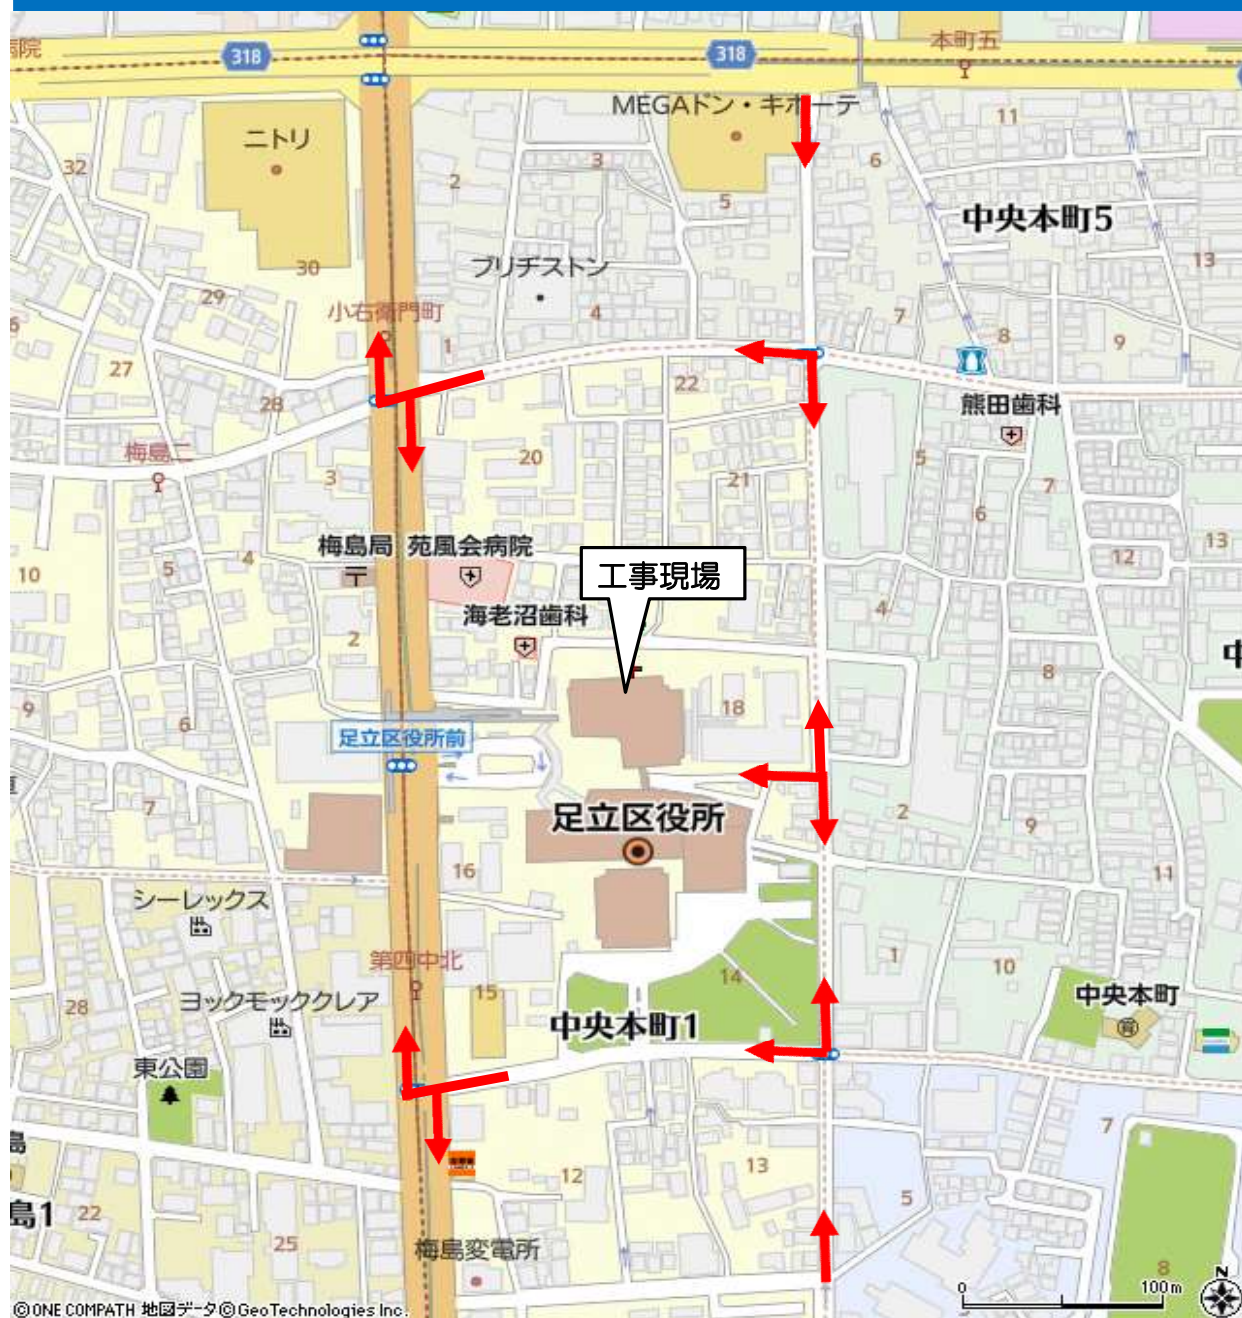 病院
318
318
本町五
MEGAドン・キホーテ
11
ニトリ
32
2
3
6
5
中央本町5
13
30
ブリヂストン
29
小右衛門町
4
7
8
9
1
27
22
28
熊田歯科
梅島二
3
20
21
5
7
6
梅島局
苑風会病院
工事現場
12
13
4
5
10
海老沼歯科
4
2
8
中
9
6
18
足立区役所前
足立区役所
7
2
9
16
11
シーレックス
第四中北
1
10
28
ヨックモッククレア
15
14
中央本町
中央本町1
東公園
7
島
13
12
5
島1
22
25
梅島変電所
8
N
0
100m
©ONE COMPATH 地図データ©GeoTechnologies Inc.